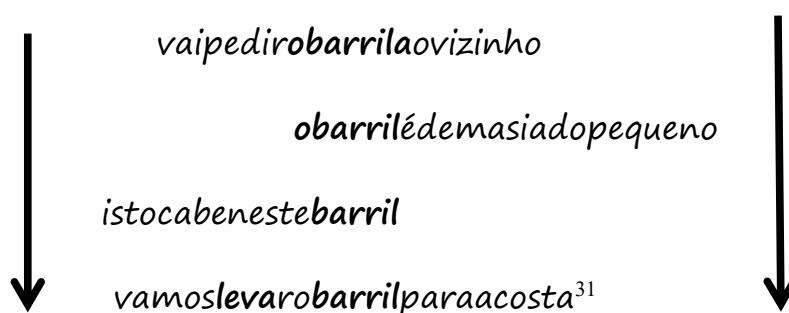 vaipedirobarrilaovizinho
obarrilédemasiadopequeno
istocabenestebarril
vamoslevarobarrilparaacosta31